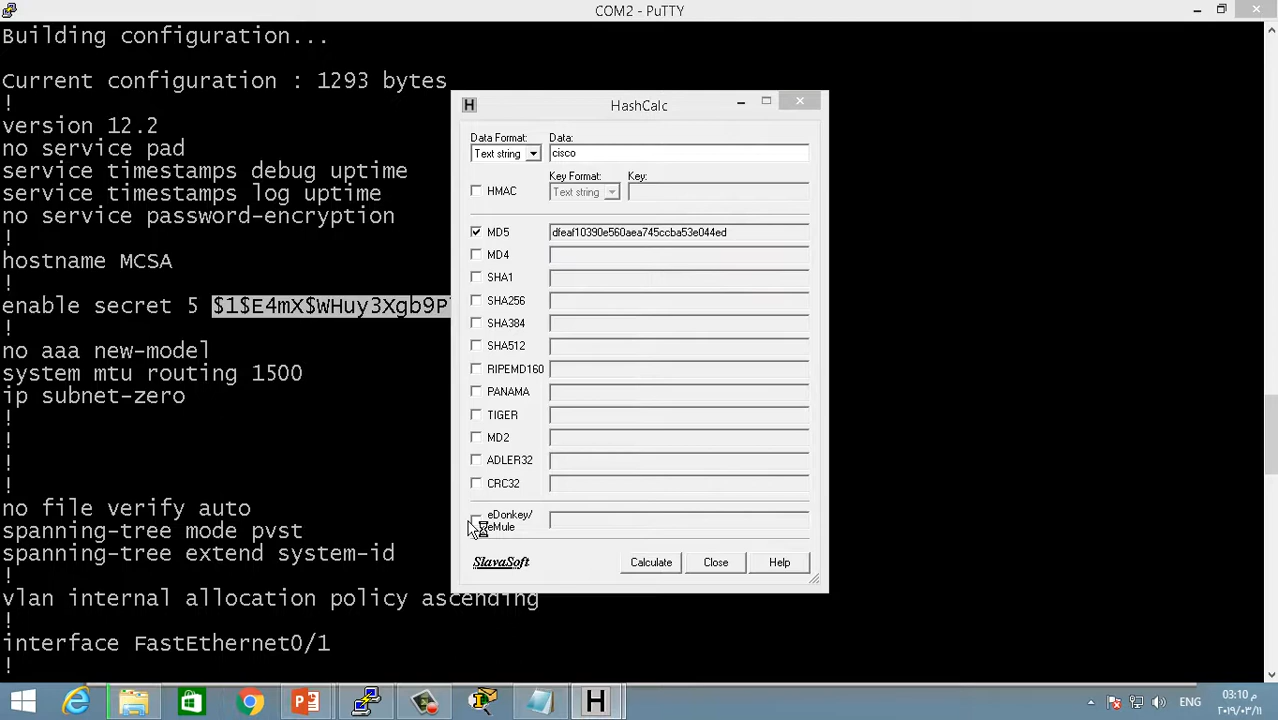 COM2 - PuTTY
Building configuration...
Current configuration : 1293 bytes
!
version 12.2
no service pad
service timestamps debug uptime
service timestamps log uptime
no service password-encryption
!
hostname MCSA
!
enable secret 5 $1$E4mX$wHuy3Xgb9P
!
no aaa new-model
system mtu routing 1500
ip subnet-zero
!
!
!
!
no file verify auto
spanning-tree mode pvst
spanning-tree extend system-id
!
vlan internal allocation policy ascending
!
interface FastEthernet0/1
!
H
HashCalc
Data Format: Data:
Text string cisco
Key Format: Key:
HMAC Text string
MD5 dfeaf10390e560aea745ccba53e044ed
MD4
SHA1
SHA256
SHA384
SHA512
RIPEMD160
PANAMA
TIGER
MD2
ADLER32
CRC32
eDonkey/
eMule
SlavaSoft Calculate Close Help
H
ENG
03:10 م
٢٠١٩/٠٣/١١